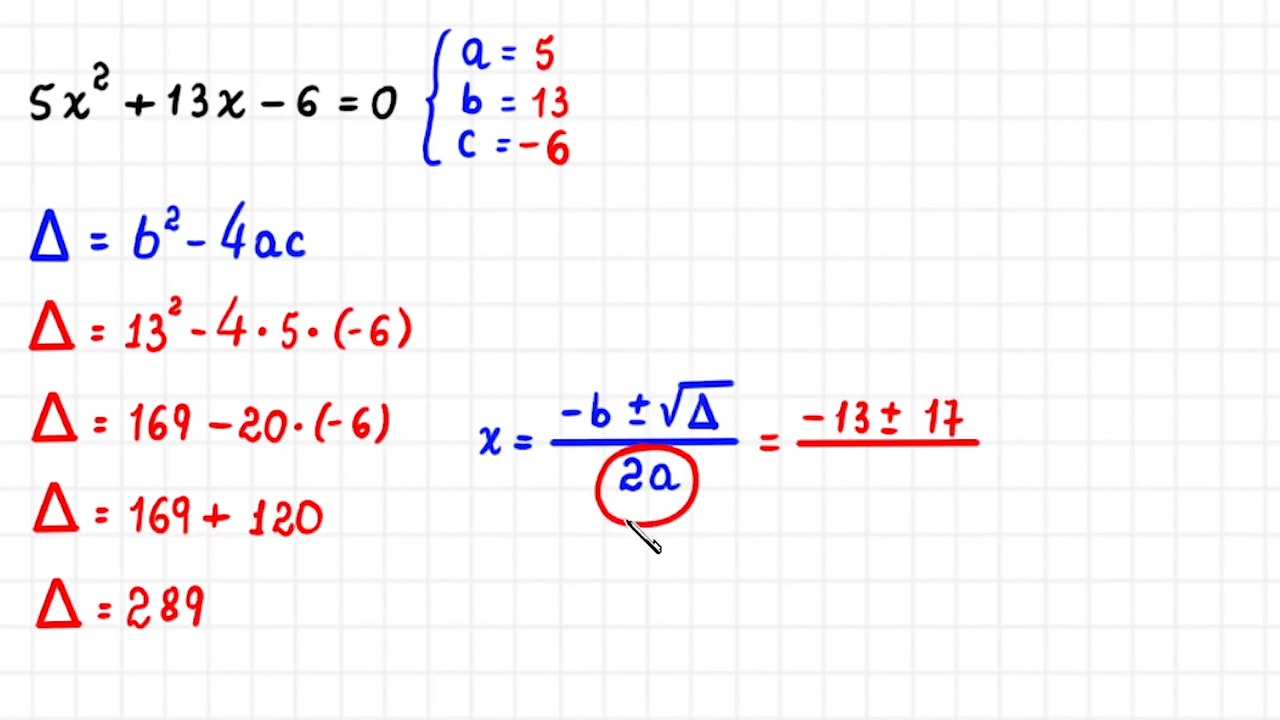 5x² + 13x - 6 = 0
a = 5
b = 13
c = -6
Δ = b² - 4ac
Δ = 13² - 4 · 5 · (-6)
Δ = 169 - 20 · (-6)
Δ = 169 + 120
Δ = 289
x = (-b ± √Δ)/(2a) = -13 ± 17